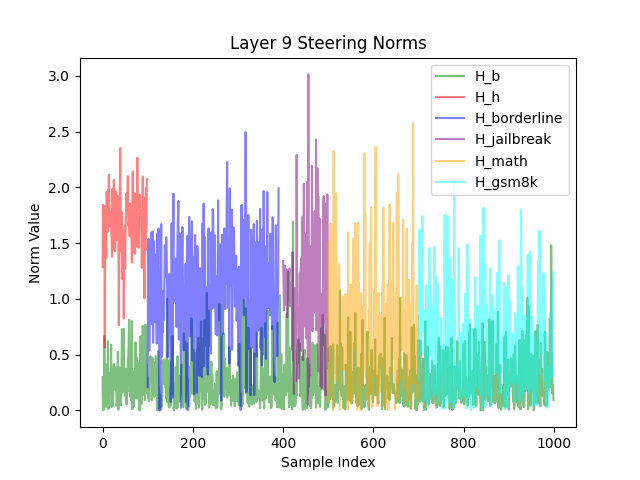 Layer 9 Steering Norms
3.0
2.5
2.0
1.5
1.0
0.5
0.0
Norm Value
H_b
H_h
H_borderline
H_jailbreak
H_math
H_gsm8k
0
200
400
600
800
1000
Sample Index